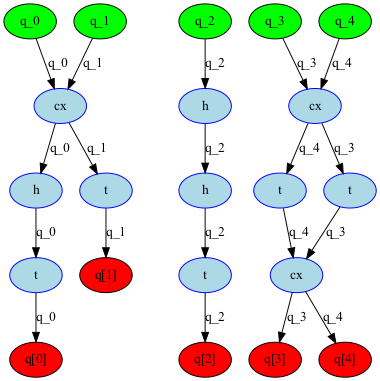 q_0 q_1 q_2 q_3 q_4
q_0 q_1 q_2 q_3 q_4
cx h cx
q_0 q_1 q_2 q_4 q_3
h t h t t
q_0 q_1 q_2 q_4 q_3
t q[1] t cx
q_0 q_2 q_3 q_4
q[0] q[2] q[3] q[4]